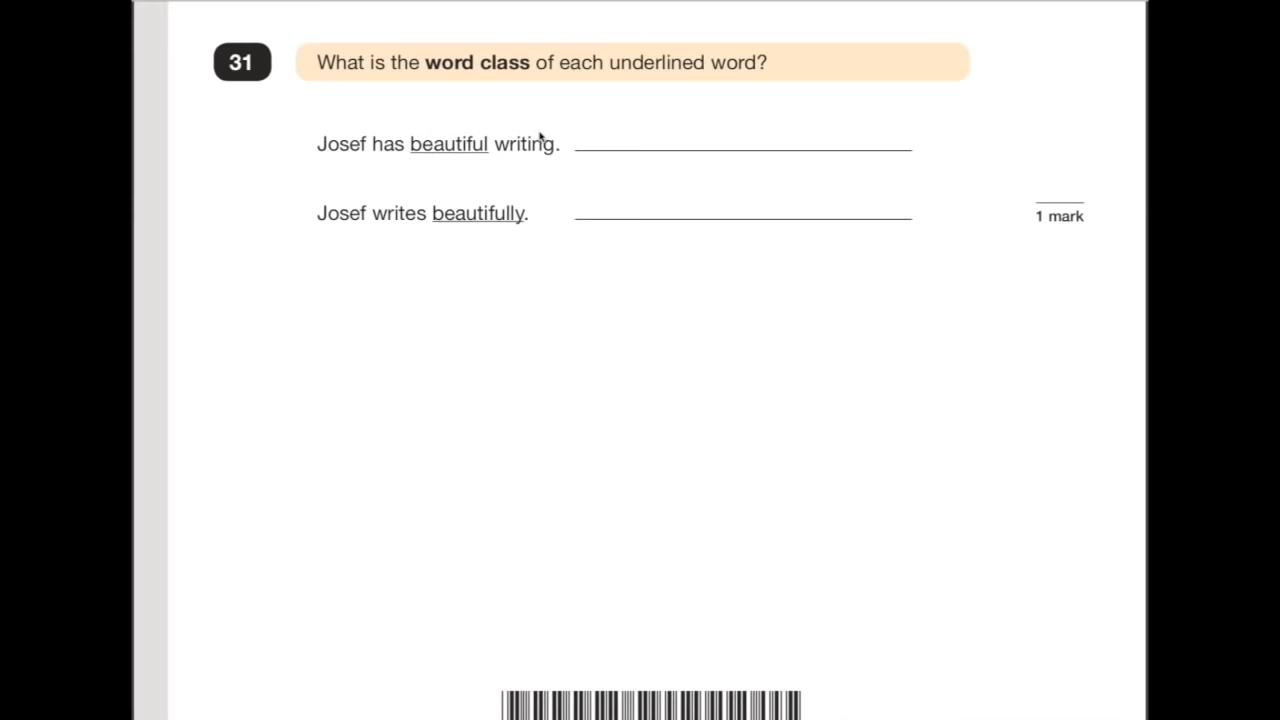 31 What is the word class of each underlined word?
Josef has beautiful writing.
Josef writes beautifully.
1 mark